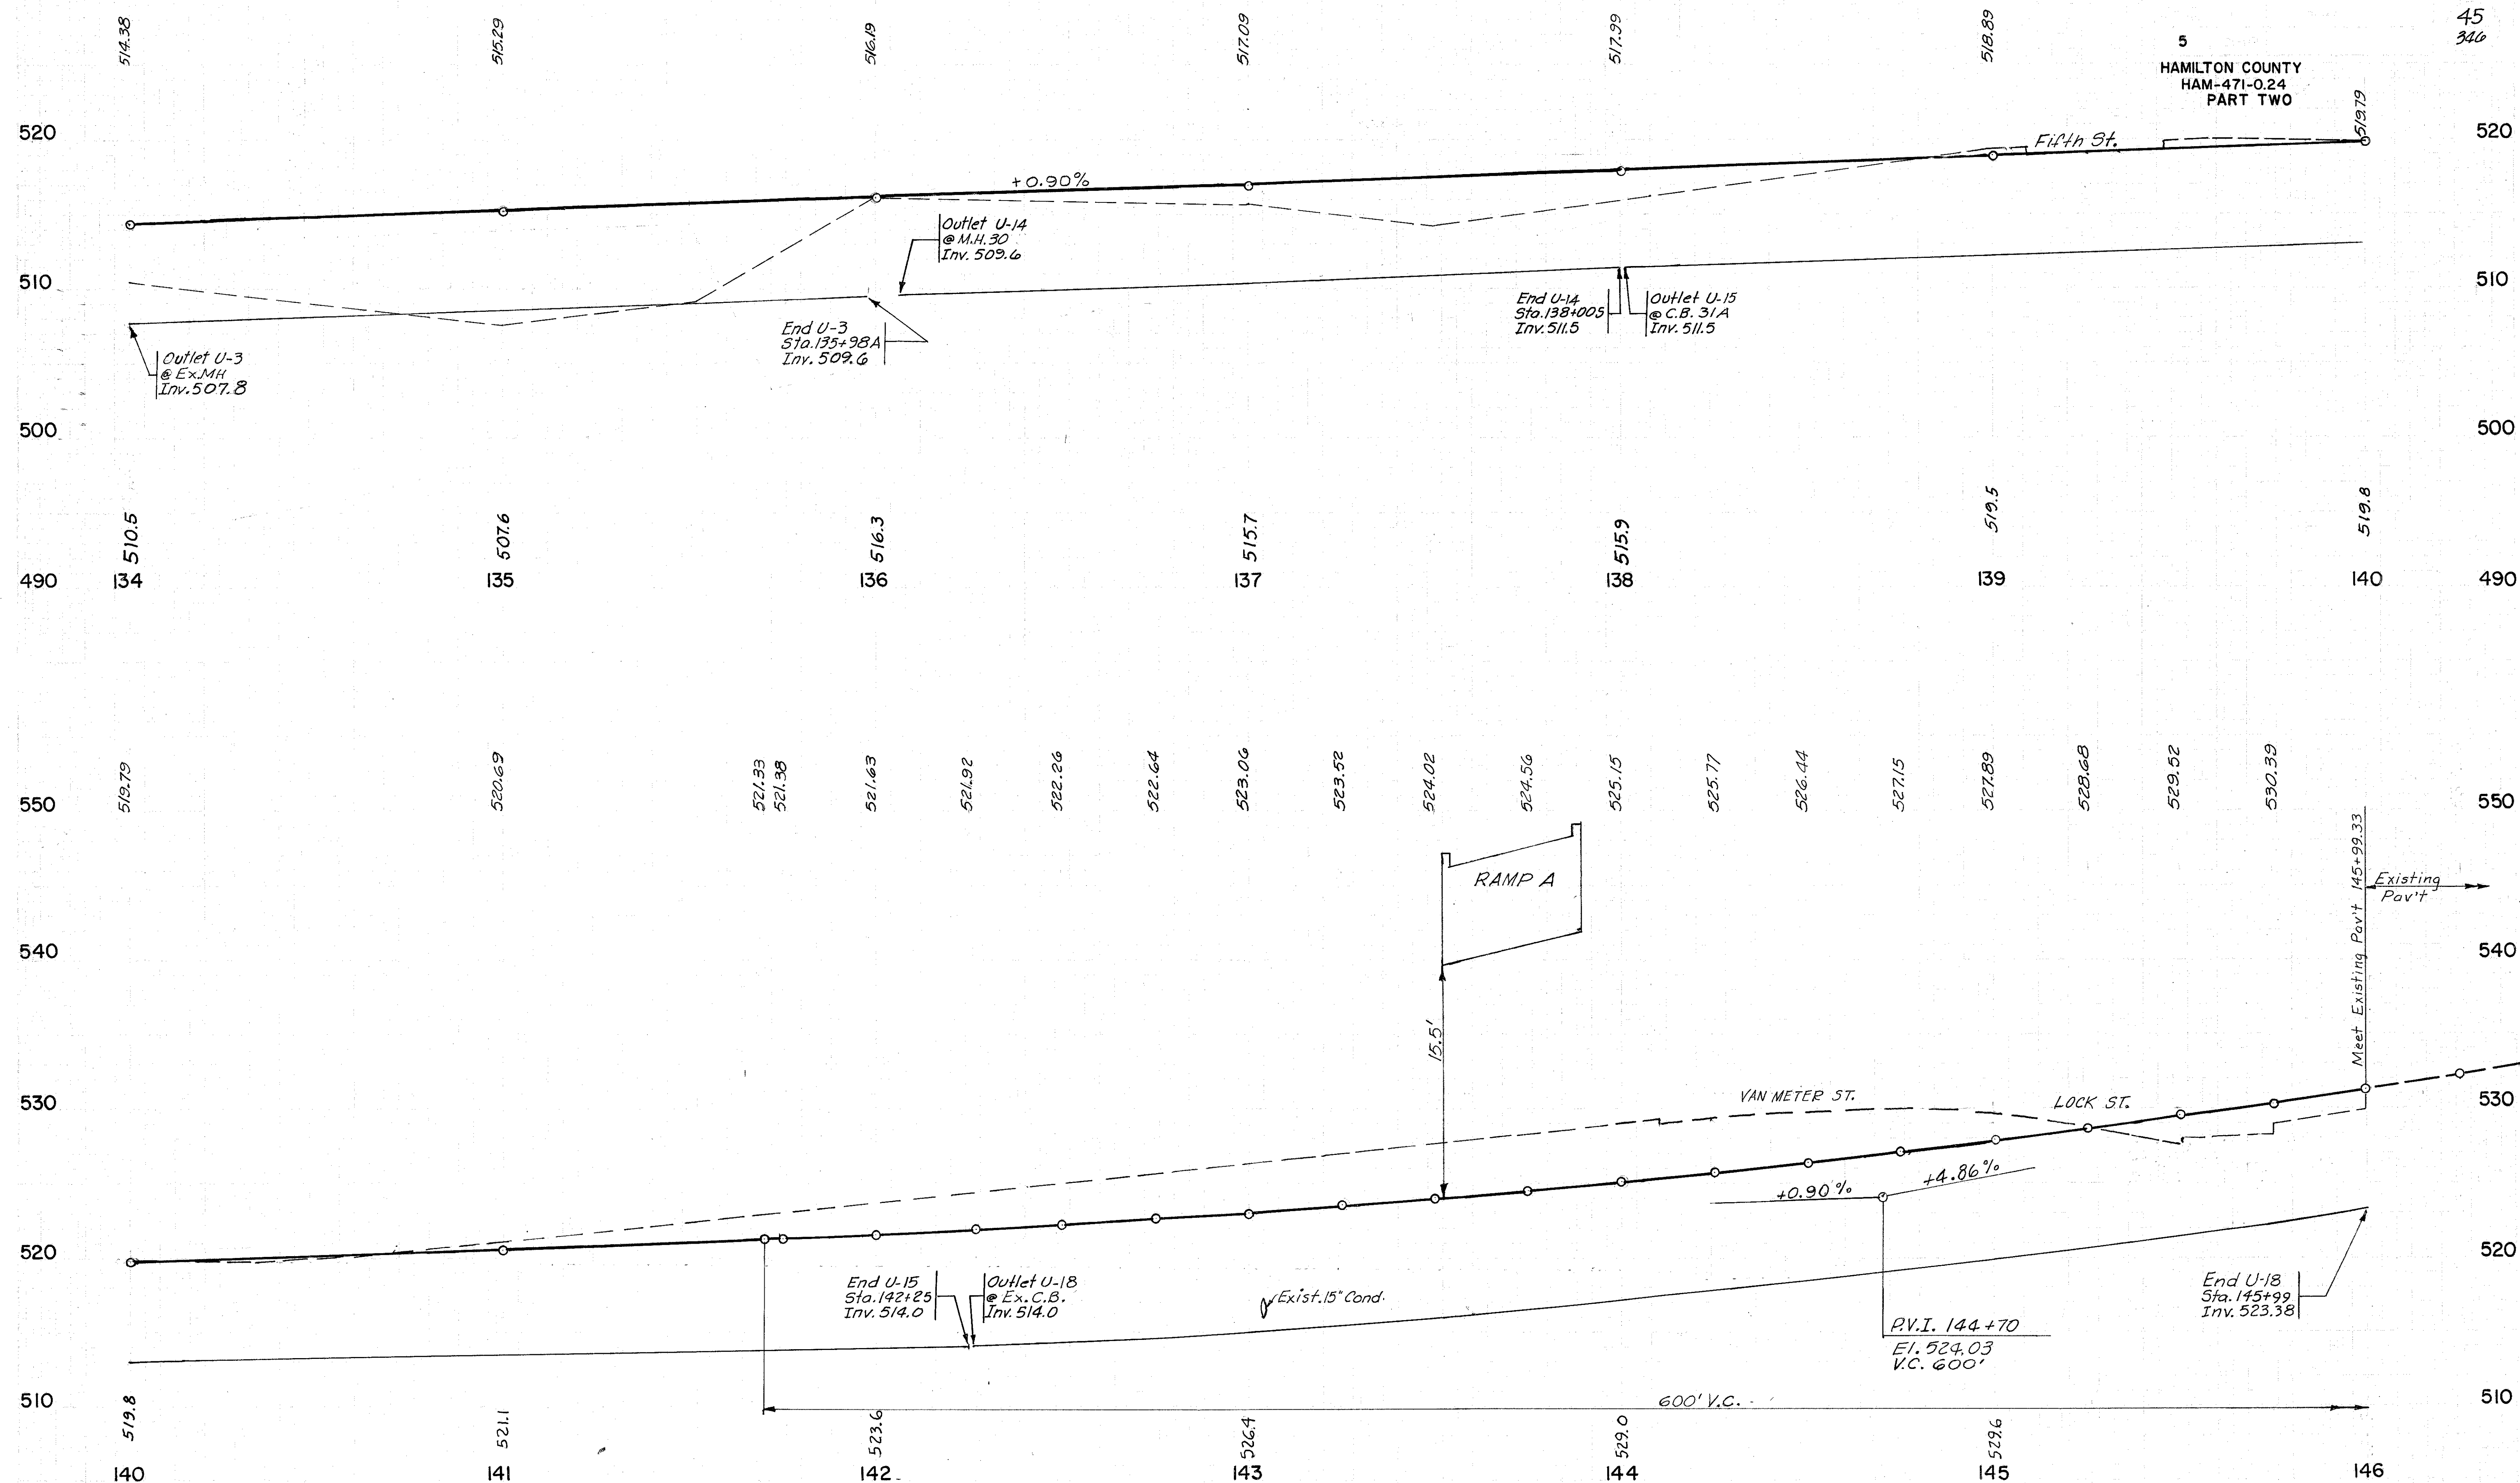 45
346
5
HAMILTON COUNTY
HAM-471-0.24
PART TWO
514.38 515.29 516.19 517.09 517.99 518.89 519.79
520 520
Fifth St.
+0.90%
Outlet U-14
@ M.H. 30
Inv. 509.6
510 510
End U-3
Sta. 135+98A
Inv. 509.6
End U-14
Sta. 138+005
Inv. 511.5
Outlet U-15
@ C.B. 31A
Inv. 511.5
Outlet U-3
@ Ex. MH
Inv. 507.8
500 500
510.5 507.6 516.3 515.7 515.9 519.5 519.8
490 134 135 136 137 138 139 140 490
519.79 520.69 521.33 521.38 521.63 521.92 522.26 522.64 523.06 523.52 524.02 524.56 525.15 525.77 526.44 527.15 527.89 528.68 529.52 530.39
550 550
Meet Existing Pav't 145+99.33
Existing
Pav't
RAMP A
540 540
15.5'
530 530
VAN METER ST.
LOCK ST.
+0.90%
+4.86%
520 520
End U-15
Sta. 142+25
Inv. 514.0
Outlet U-18
@ Ex. C.B.
Inv. 514.0
Exist. 15" Cond.
End U-18
Sta. 145+99
Inv. 523.38
P.V.I. 144+70
El. 524.03
V.C. 600'
510 510
600' V.C.
519.8 521.1 523.6 526.4 529.0 529.6
140 141 142 143 144 145 146